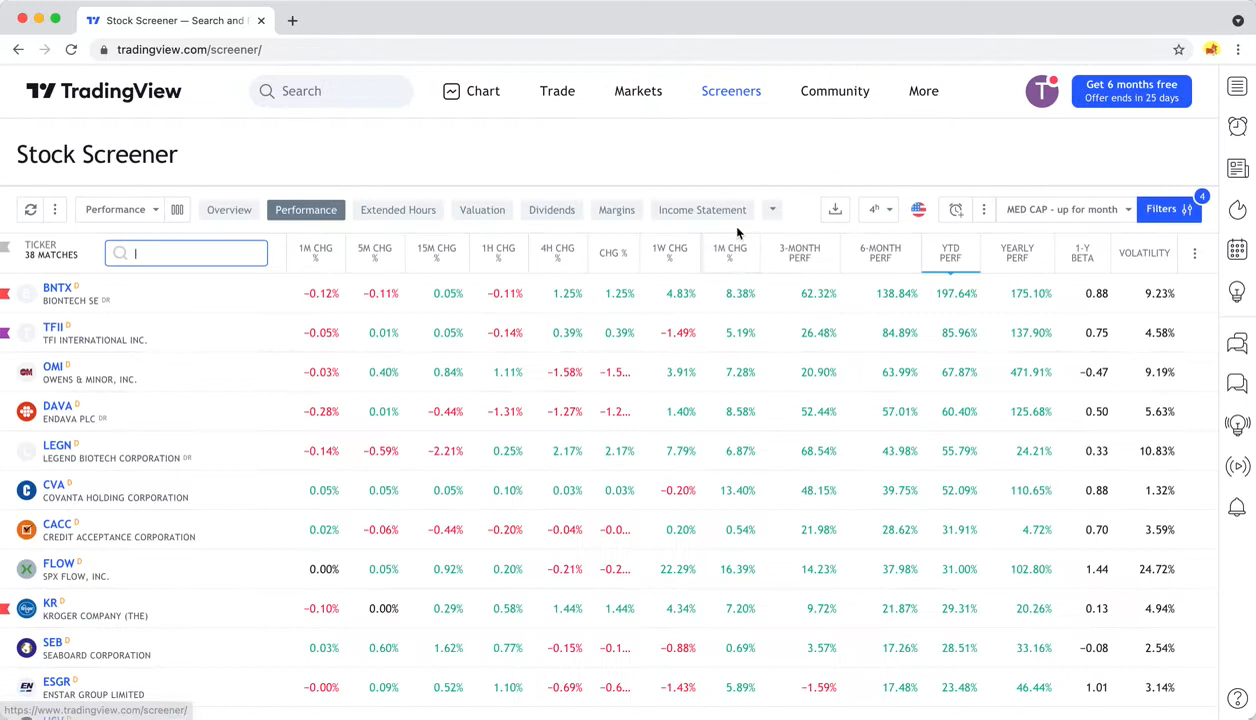 Stock Screener — Search and F
tradingview.com/screener/
TradingView Search Chart Trade Markets Screeners Community More T Get 6 months free
Offer ends in 25 days
Stock Screener
Performance Overview Performance Extended Hours Valuation Dividends Margins Income Statement 4h MED CAP - up for month Filters 4
TICKER 1M CHG 5M CHG 15M CHG 1H CHG 4H CHG CHG % 1W CHG 1M CHG 3-MONTH 6-MONTH YTD YEARLY 1-Y VOLATILITY
38 MATCHES % % % % % % % PERF PERF PERF PERF BETA
BNTX D −0.12% −0.11% 0.05% −0.11% 1.25% 1.25% 4.83% 8.38% 62.32% 138.84% 197.64% 175.10% 0.88 9.23%
BIONTECH SE DR
TFII D −0.05% 0.01% 0.05% −0.14% 0.39% 0.39% −1.49% 5.19% 26.48% 84.89% 85.96% 137.90% 0.75 4.58%
TFI INTERNATIONAL INC.
OMI D −0.03% 0.40% 0.84% 1.11% −1.58% −1.5... 3.91% 7.28% 20.90% 63.99% 67.87% 471.91% −0.47 9.19%
OWENS & MINOR, INC.
DAVA D −0.28% 0.01% −0.44% −1.31% −1.27% −1.2... 1.40% 8.58% 52.44% 57.01% 60.40% 125.68% 0.50 5.63%
ENDAVA PLC DR
LEGN D −0.14% −0.59% −2.21% 0.25% 2.17% 2.17% 7.79% 6.87% 68.54% 43.98% 55.79% 24.21% 0.33 10.83%
LEGEND BIOTECH CORPORATION DR
CVA D 0.05% 0.05% 0.05% 0.10% 0.03% 0.03% −0.20% 13.40% 48.15% 39.75% 52.09% 110.65% 0.88 1.32%
COVANTA HOLDING CORPORATION
CACC D 0.02% −0.06% −0.44% −0.20% −0.04% −0.0... 0.20% 0.54% 21.98% 28.62% 31.91% 4.72% 0.70 3.59%
CREDIT ACCEPTANCE CORPORATION
FLOW D 0.00% 0.05% 0.92% 0.20% −0.21% −0.2... 22.29% 16.39% 14.23% 37.98% 31.00% 102.80% 1.44 24.72%
SPX FLOW, INC.
KR D −0.10% 0.00% 0.29% 0.58% 1.44% 1.44% 4.34% 7.20% 9.72% 21.87% 29.31% 20.26% 0.13 4.94%
KROGER COMPANY (THE)
SEB D 0.03% 0.60% 1.62% 0.77% −0.15% −0.1... −0.88% 0.69% 3.57% 17.26% 28.51% 33.16% −0.08 2.54%
SEABOARD CORPORATION
ESGR D −0.00% 0.09% 0.52% 1.10% −0.69% −0.6... −1.43% 5.89% −1.59% 17.48% 23.48% 46.44% 1.01 3.14%
ENSTAR GROUP LIMITED
https://www.tradingview.com/screener/